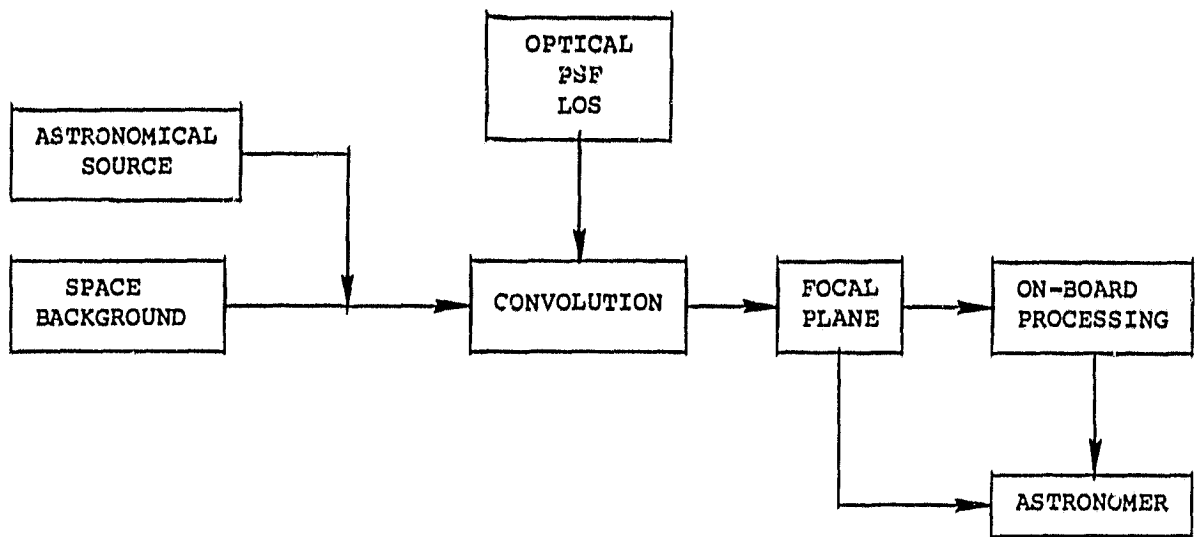 OPTICAL
PSF
LOS
ASTRONOMICAL
SOURCE
SPACE
BACKGROUND
CONVOLUTION
FOCAL
PLANE
ON-BOARD
PROCESSING
ASTRONOMER